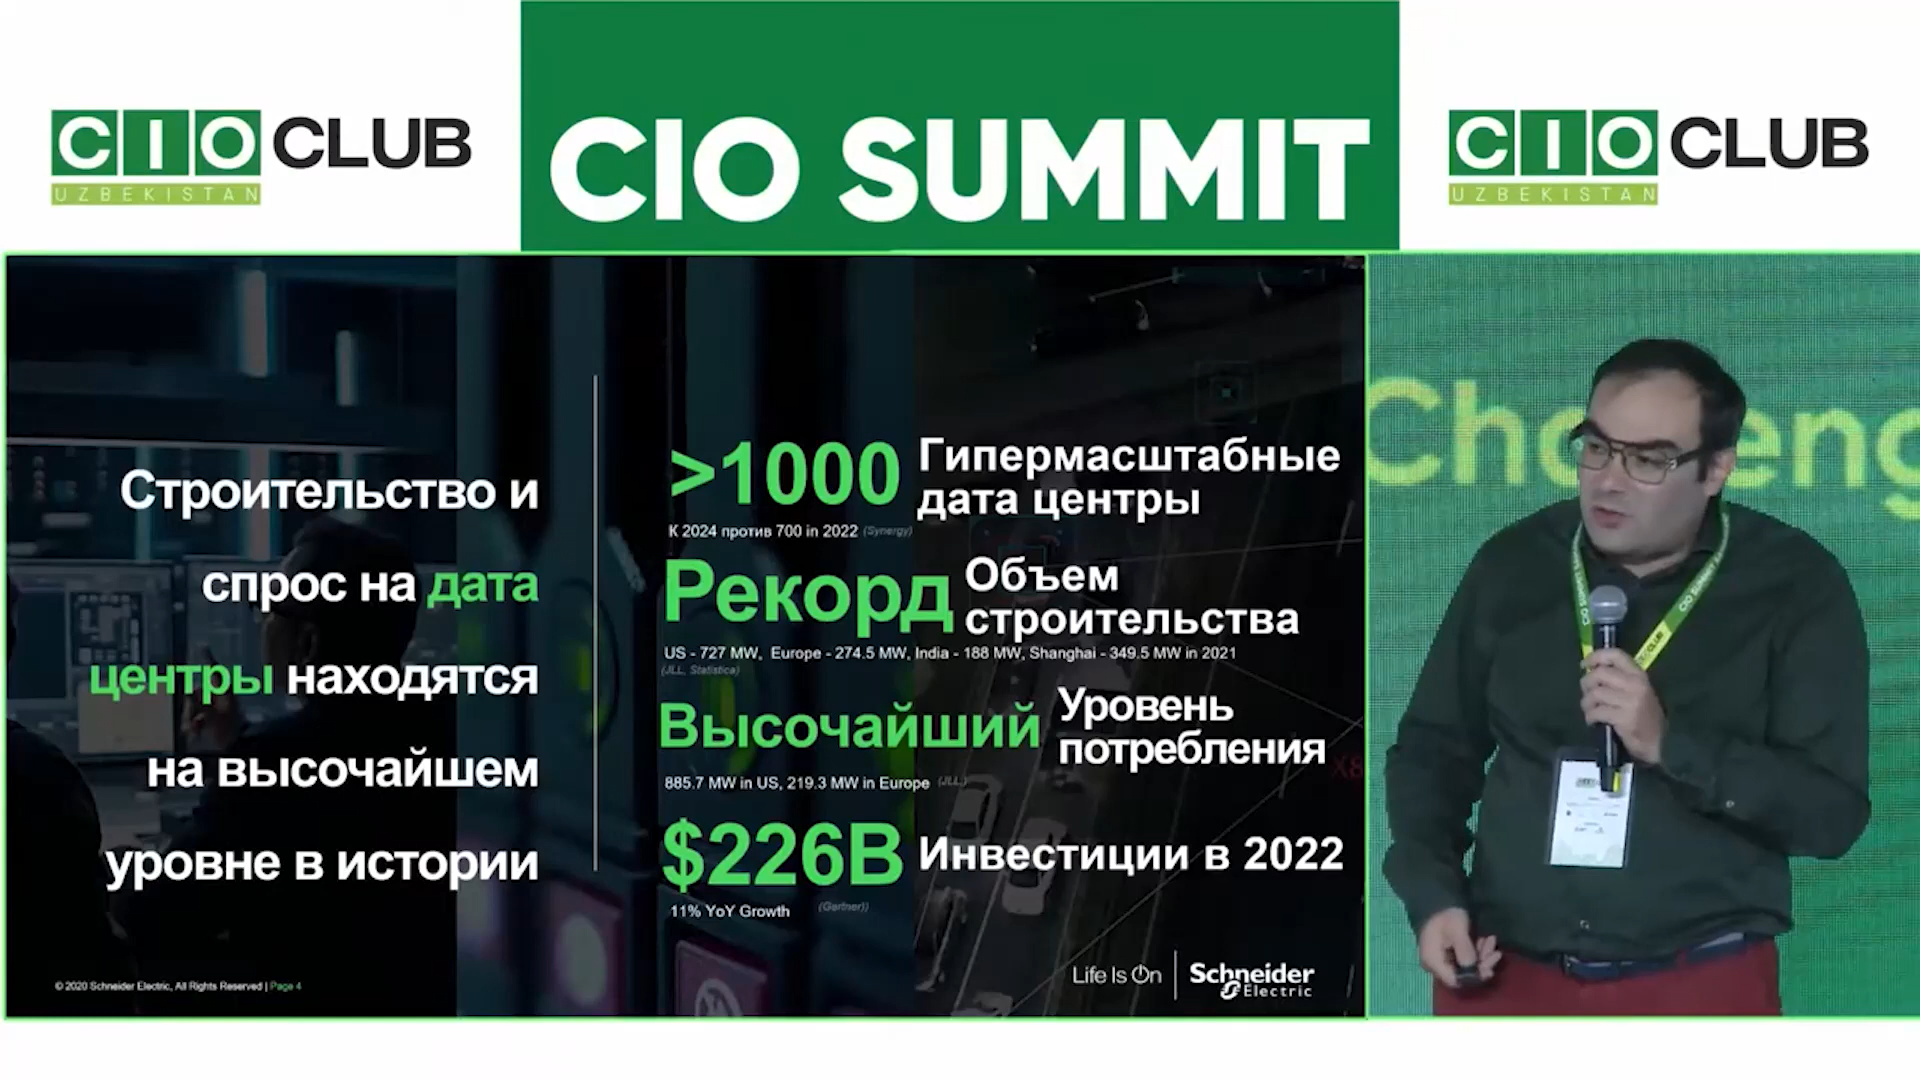 CIO CLUB
UZBEKISTAN
CIO SUMMIT
CIO CLUB
UZBEKISTAN
Строительство и
спрос на дата
центры находятся
на высочайшем
уровне в истории
>1000 Гипермасштабные
дата центры
К 2024 против 700 in 2022 (Synergy)
Рекорд Объем
строительства
US - 727 MW, Europe - 274.5 MW, India - 188 MW, Shanghai - 349.5 MW in 2021
(JLL, Statistica)
Высочайший Уровень
потребления
885.7 MW in US, 219.3 MW in Europe (JLL)
$226B Инвестиции в 2022
11% YoY Growth (Gartner))
© 2020 Schneider Electric, All Rights Reserved | Page 4
Life Is On | Schneider
Electric